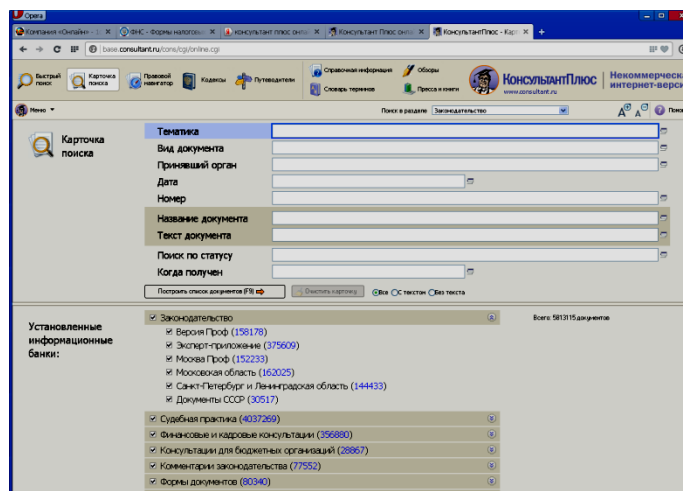 Opera
Компания «Онлайн» -
ФНС - Формы налогово
консультант плюс онл
Консультант Плюс онл
КонсультантПлюс - Кар
base.consultant.ru/cons/cgi/online.cgi
Быстрый поиск
Карточка поиска
Правовой навигатор
Кодексы
Путеводители
Справочная информация
Обзоры
Словарь терминов
Пресса и книги
КонсультантПлюс
www.consultant.ru
Некоммерческ
интернет-верси
Меню
Поиск в разделе
Законодательство
Карточка
поиска
Тематика
Вид документа
Принявший орган
Дата
Номер
Название документа
Текст документа
Поиск по статусу
Когда получен
Построить список документов (F9)
Очистить карточку
Все С текстом Без текста
Установленные
информационные
банки:
Законодательство
Всего: 5813115 документов
Версия Проф (158178)
Эксперт-приложение (375609)
Москва Проф (152233)
Московская область (162025)
Санкт-Петербург и Ленинградская область (144433)
Документы СССР (30517)
Судебная практика (4037269)
Финансовые и кадровые консультации (356880)
Консультации для бюджетных организаций (28867)
Комментарии законодательства (77552)
Формы документов (80340)